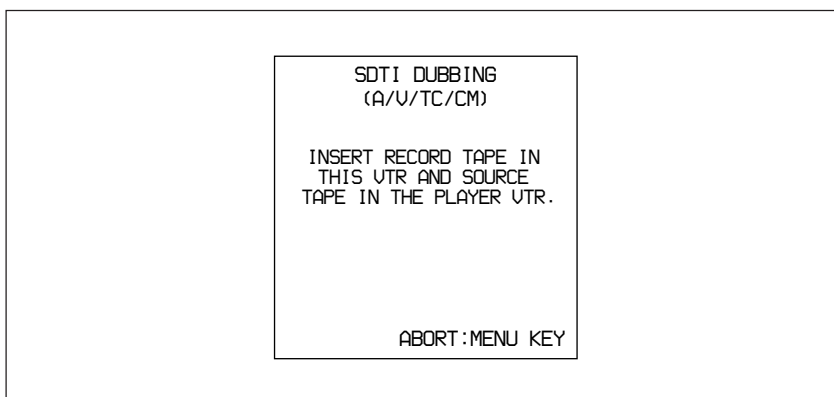 SDTI DUBBING
(A/V/TC/CM)
INSERT RECORD TAPE IN
THIS VTR AND SOURCE
TAPE IN THE PLAYER VTR.
ABORT:MENU KEY